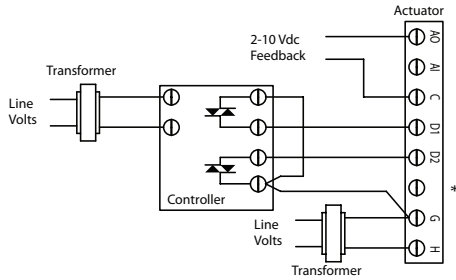 Actuator
2-10 Vdc
Feedback
AO
AI
C
D1
D2
*
G
H
Transformer
Line
Volts
Controller
Line
Volts
Transformer